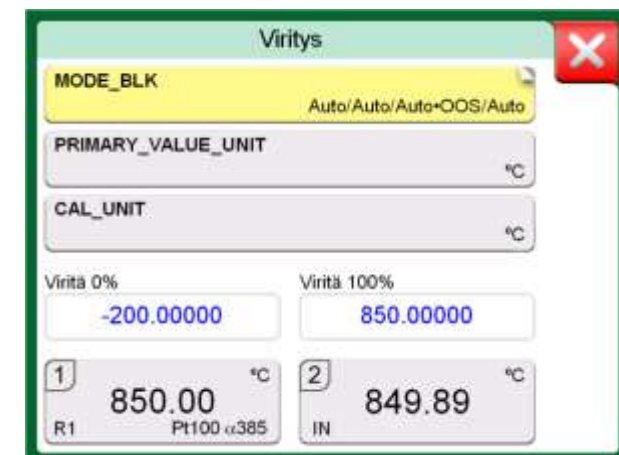 Viritys
MODE_BLK
Auto/Auto/Auto•OOS/Auto
PRIMARY_VALUE_UNIT
°C
CAL_UNIT
°C
Viritä 0% Viritä 100%
-200.00000 850.00000
1 °C 2 °C
850.00 849.89
R1 Pt100 α385 IN